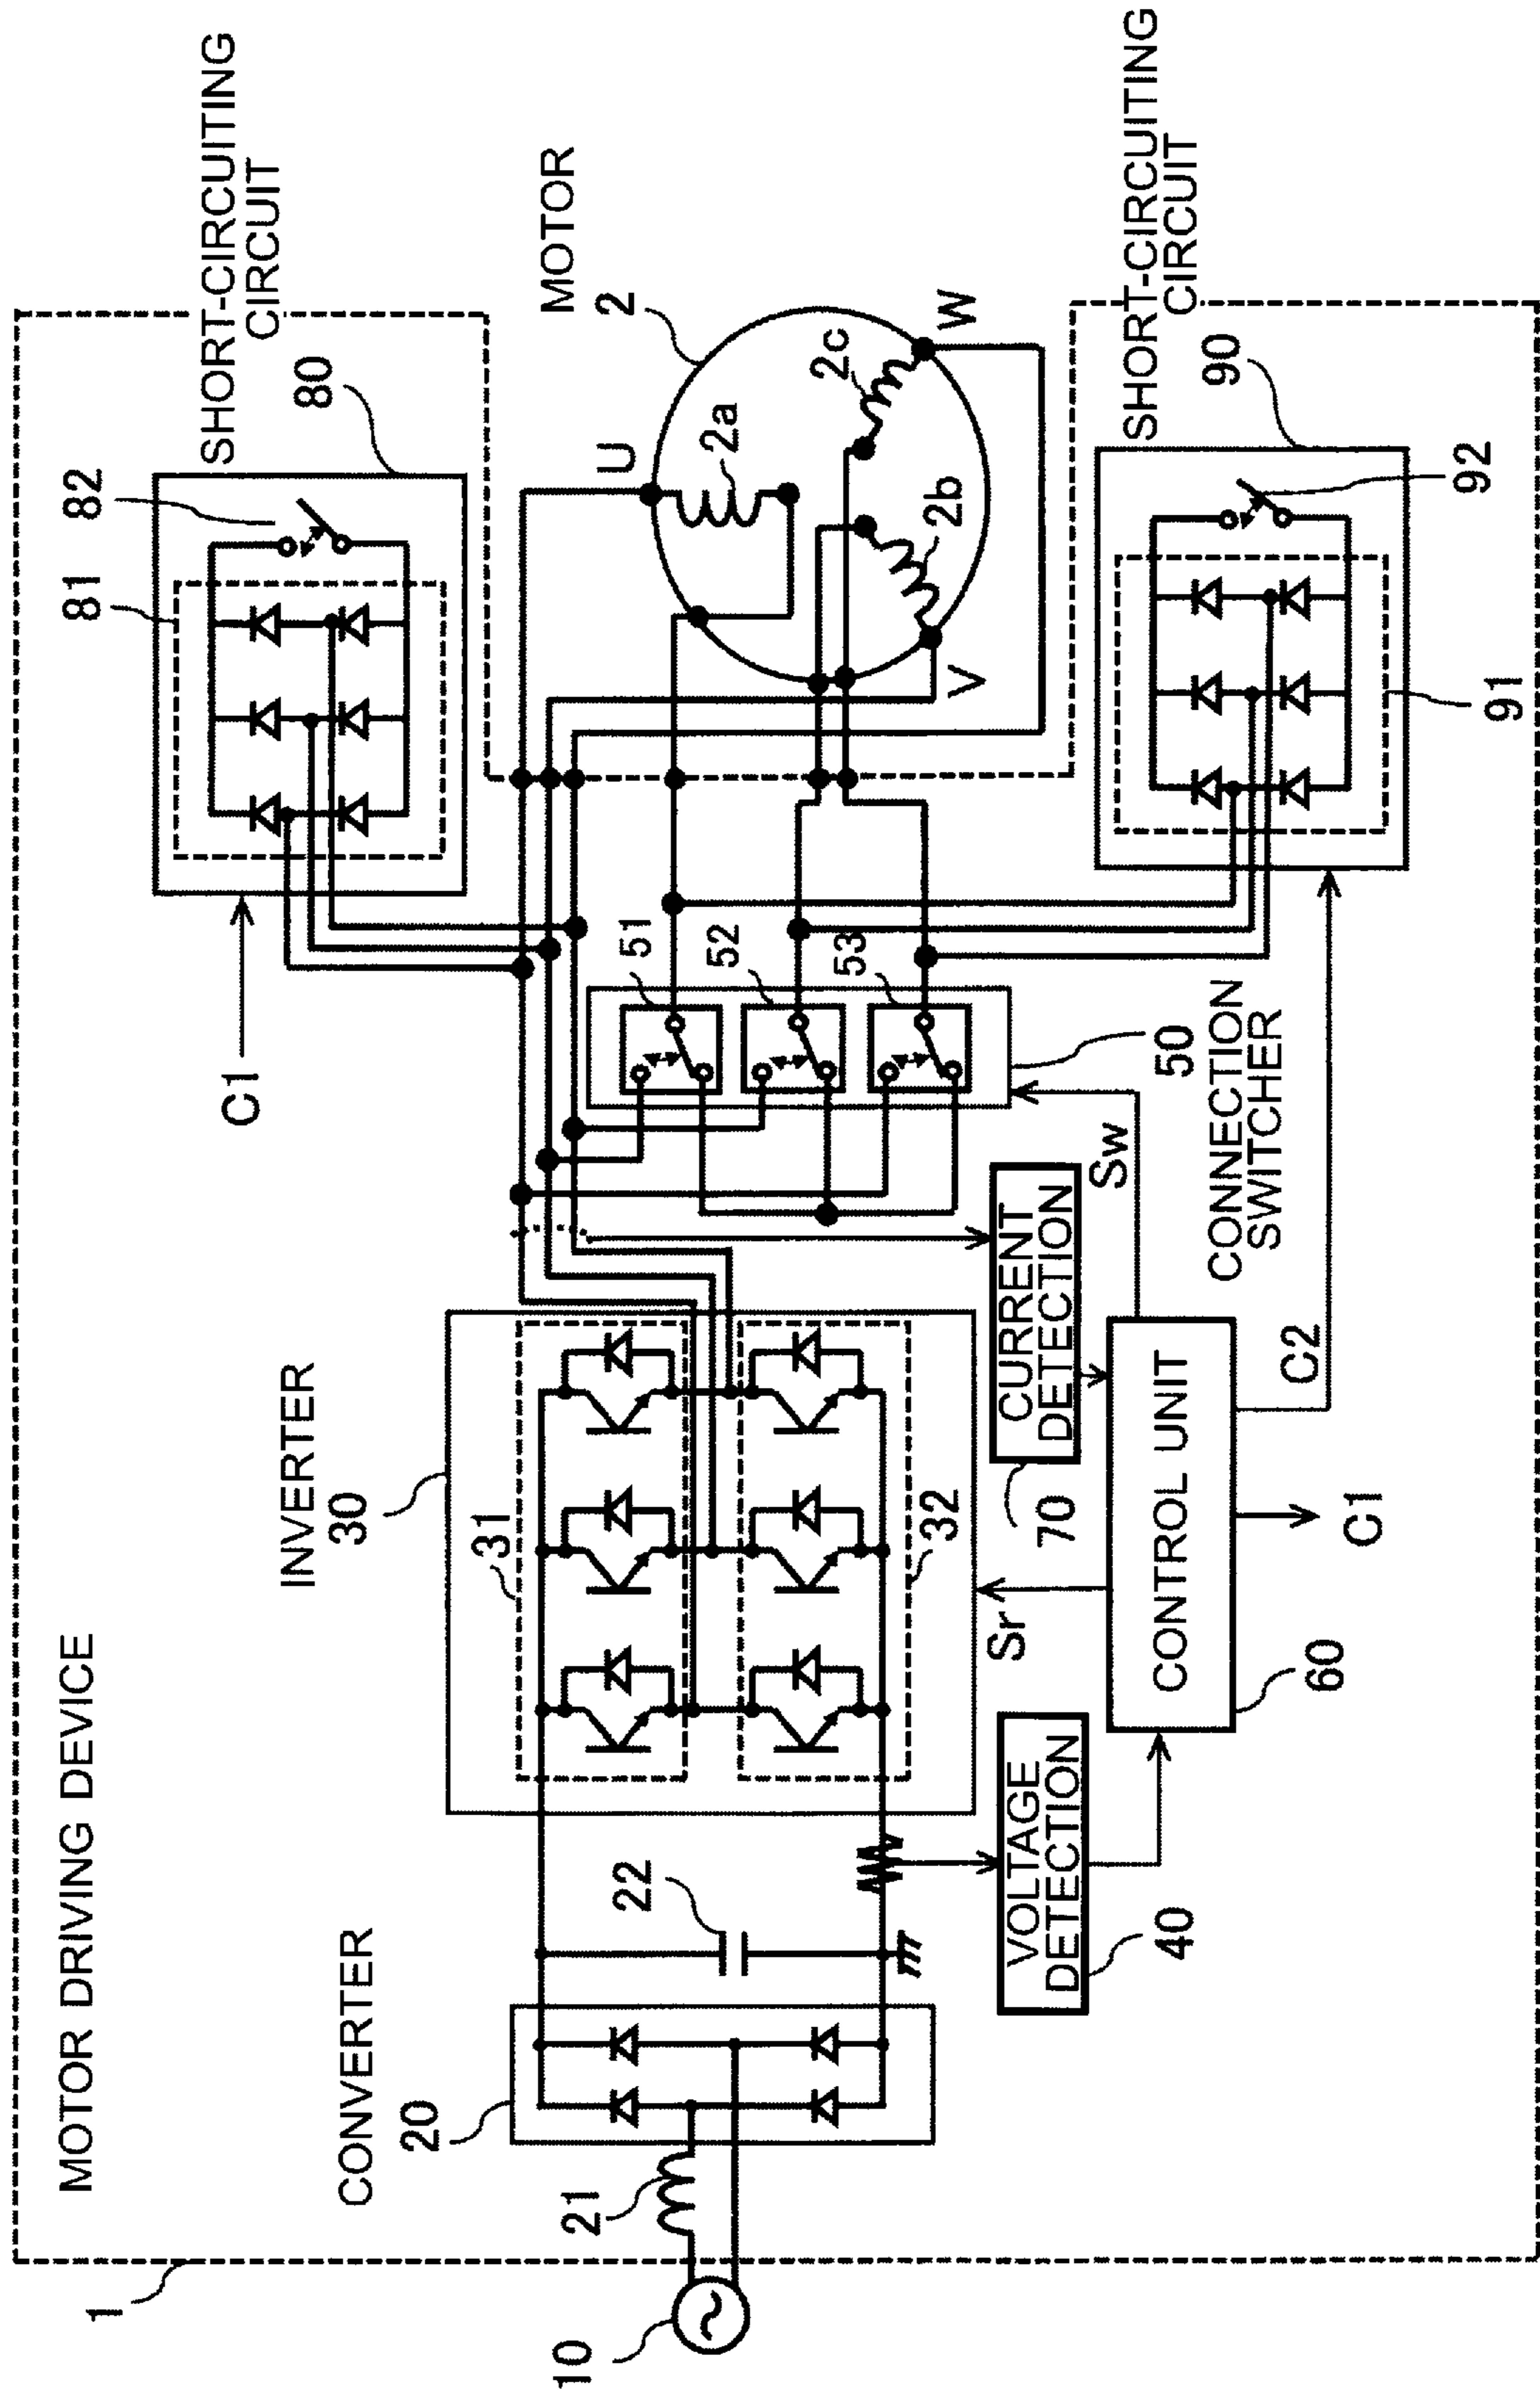 MOTOR DRIVING DEVICE
1
10
21
CONVERTER
20
22
INVERTER
30
31
32
VOLTAGE
DETECTION
40
Sr
CONTROL UNIT
60
CURRENT
DETECTION
70
C1
C2
Sw
CONNECTION
SWITCHER
50
51
52
53
C1
SHORT-CIRCUITING
CIRCUIT
80
81
82
MOTOR
2
U
2a
2b
2c
V
W
SHORT-CIRCUITING
CIRCUIT
90
91
92